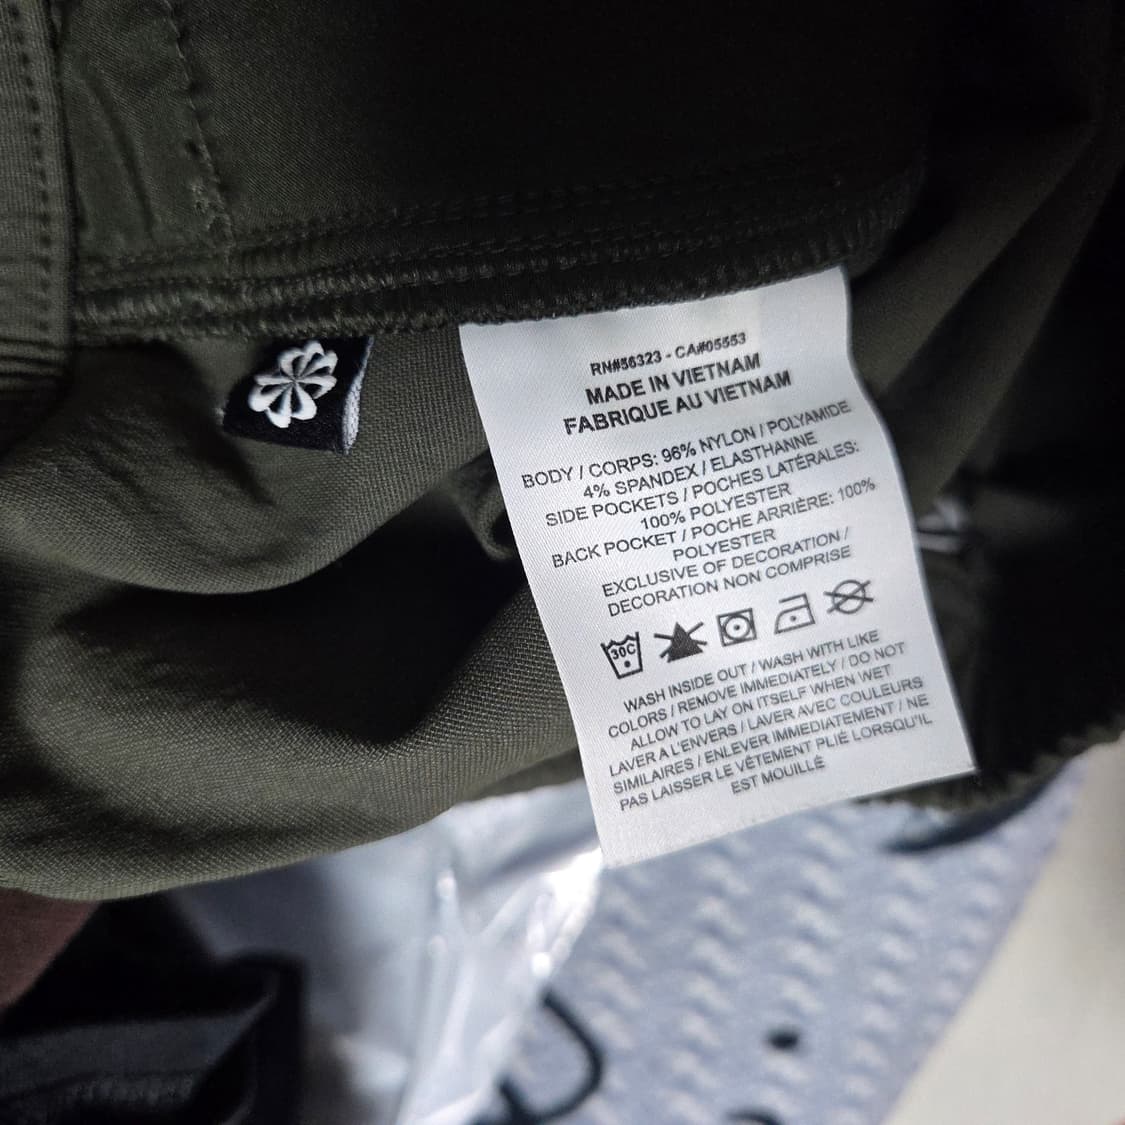 RN#56323 - CA#05553
MADE IN VIETNAM
FABRIQUE AU VIETNAM
BODY / CORPS: 96% NYLON / POLYAMIDE
4% SPANDEX / ELASTHANNE
SIDE POCKETS / POCHES LATÉRALES:
100% POLYESTER
BACK POCKET / POCHE ARRIÈRE: 100%
POLYESTER
EXCLUSIVE OF DECORATION /
DECORATION NON COMPRISE
30C
WASH INSIDE OUT / WASH WITH LIKE
COLORS / REMOVE IMMEDIATELY / DO NOT
ALLOW TO LAY ON ITSELF WHEN WET
LAVER A L'ENVERS / LAVER AVEC COULEURS
SIMILAIRES / ENLEVER IMMEDIATEMENT / NE
PAS LAISSER LE VÊTEMENT PLIÉ LORSQU'IL
EST MOUILLÉ